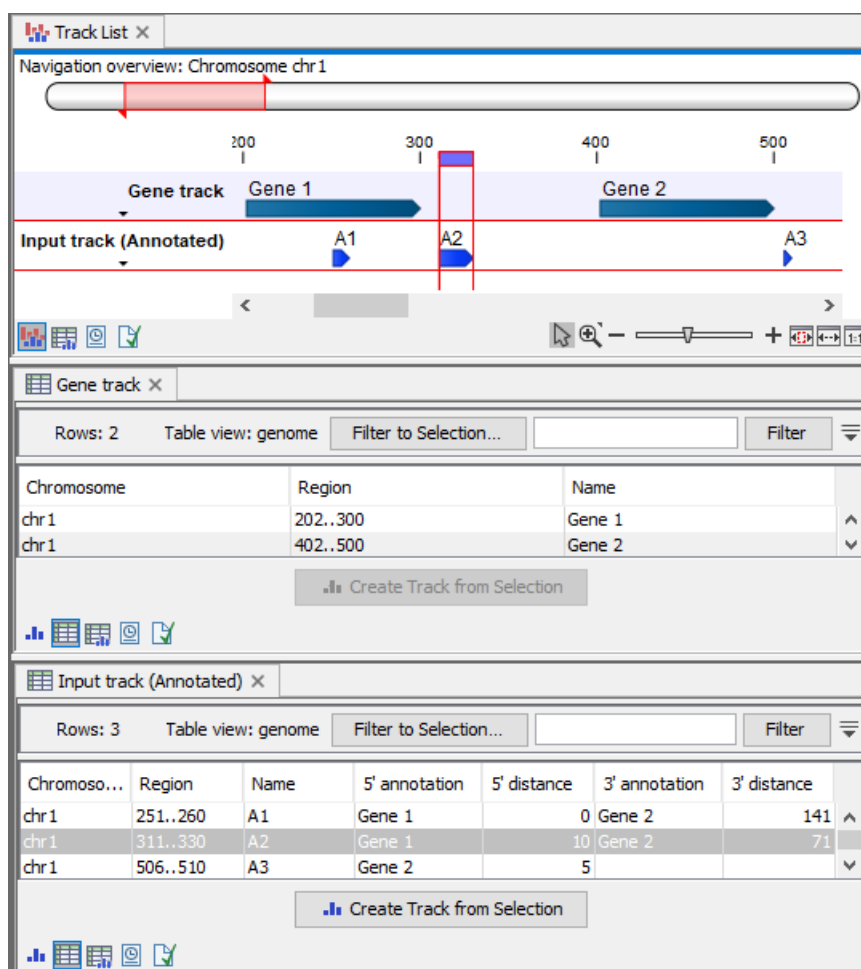 Track List
Navigation overview: Chromosome chr1
200 300 400 500
Gene track Gene 1 Gene 2
Input track (Annotated) A1 A2 A3
1:1
Gene track
Rows: 2 Table view: genome Filter to Selection... Filter
Chromosome Region Name
chr1 202..300 Gene 1
chr1 402..500 Gene 2
Create Track from Selection
Input track (Annotated)
Rows: 3 Table view: genome Filter to Selection... Filter
Chromoso... Region Name 5' annotation 5' distance 3' annotation 3' distance
chr1 251..260 A1 Gene 1 0 Gene 2 141
chr1 311..330 A2 Gene 1 10 Gene 2 71
chr1 506..510 A3 Gene 2 5
Create Track from Selection